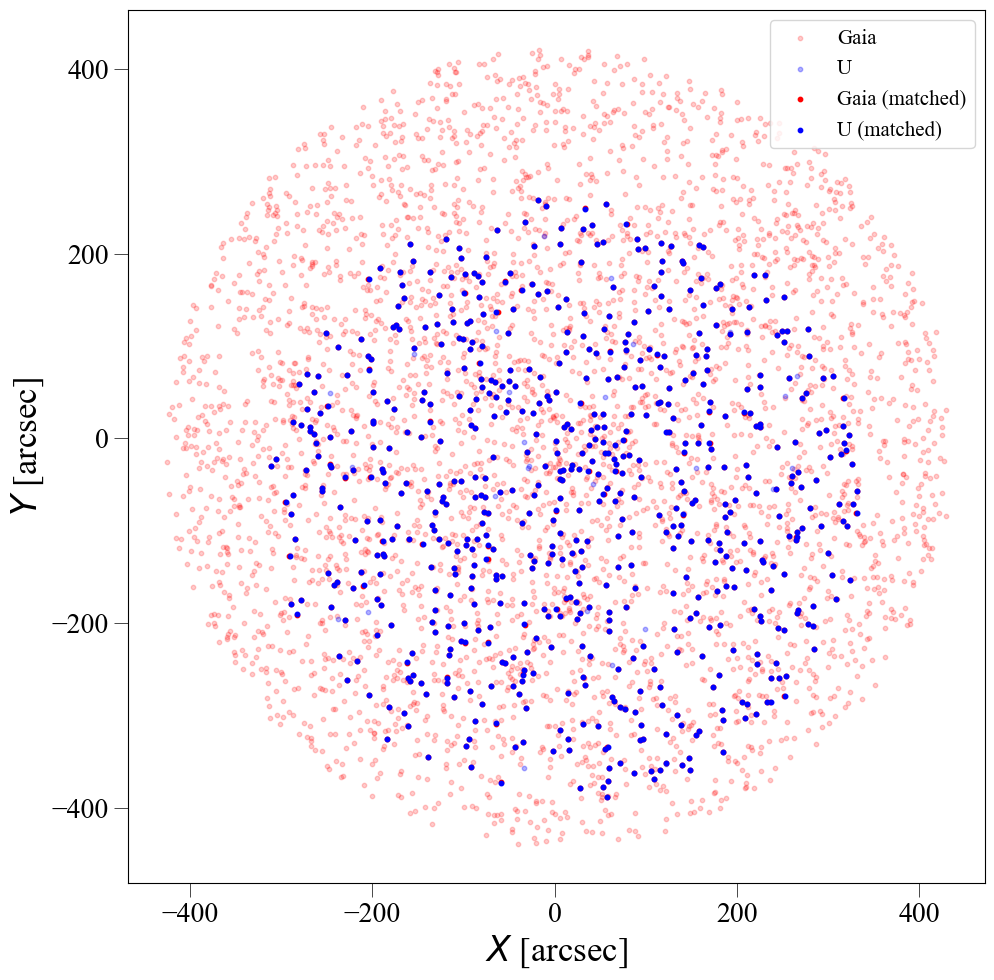 Gaia
U
Gaia (matched)
U (matched)
400
200
0
−200
−400
Y [arcsec]
−400 −200 0 200 400
X [arcsec]